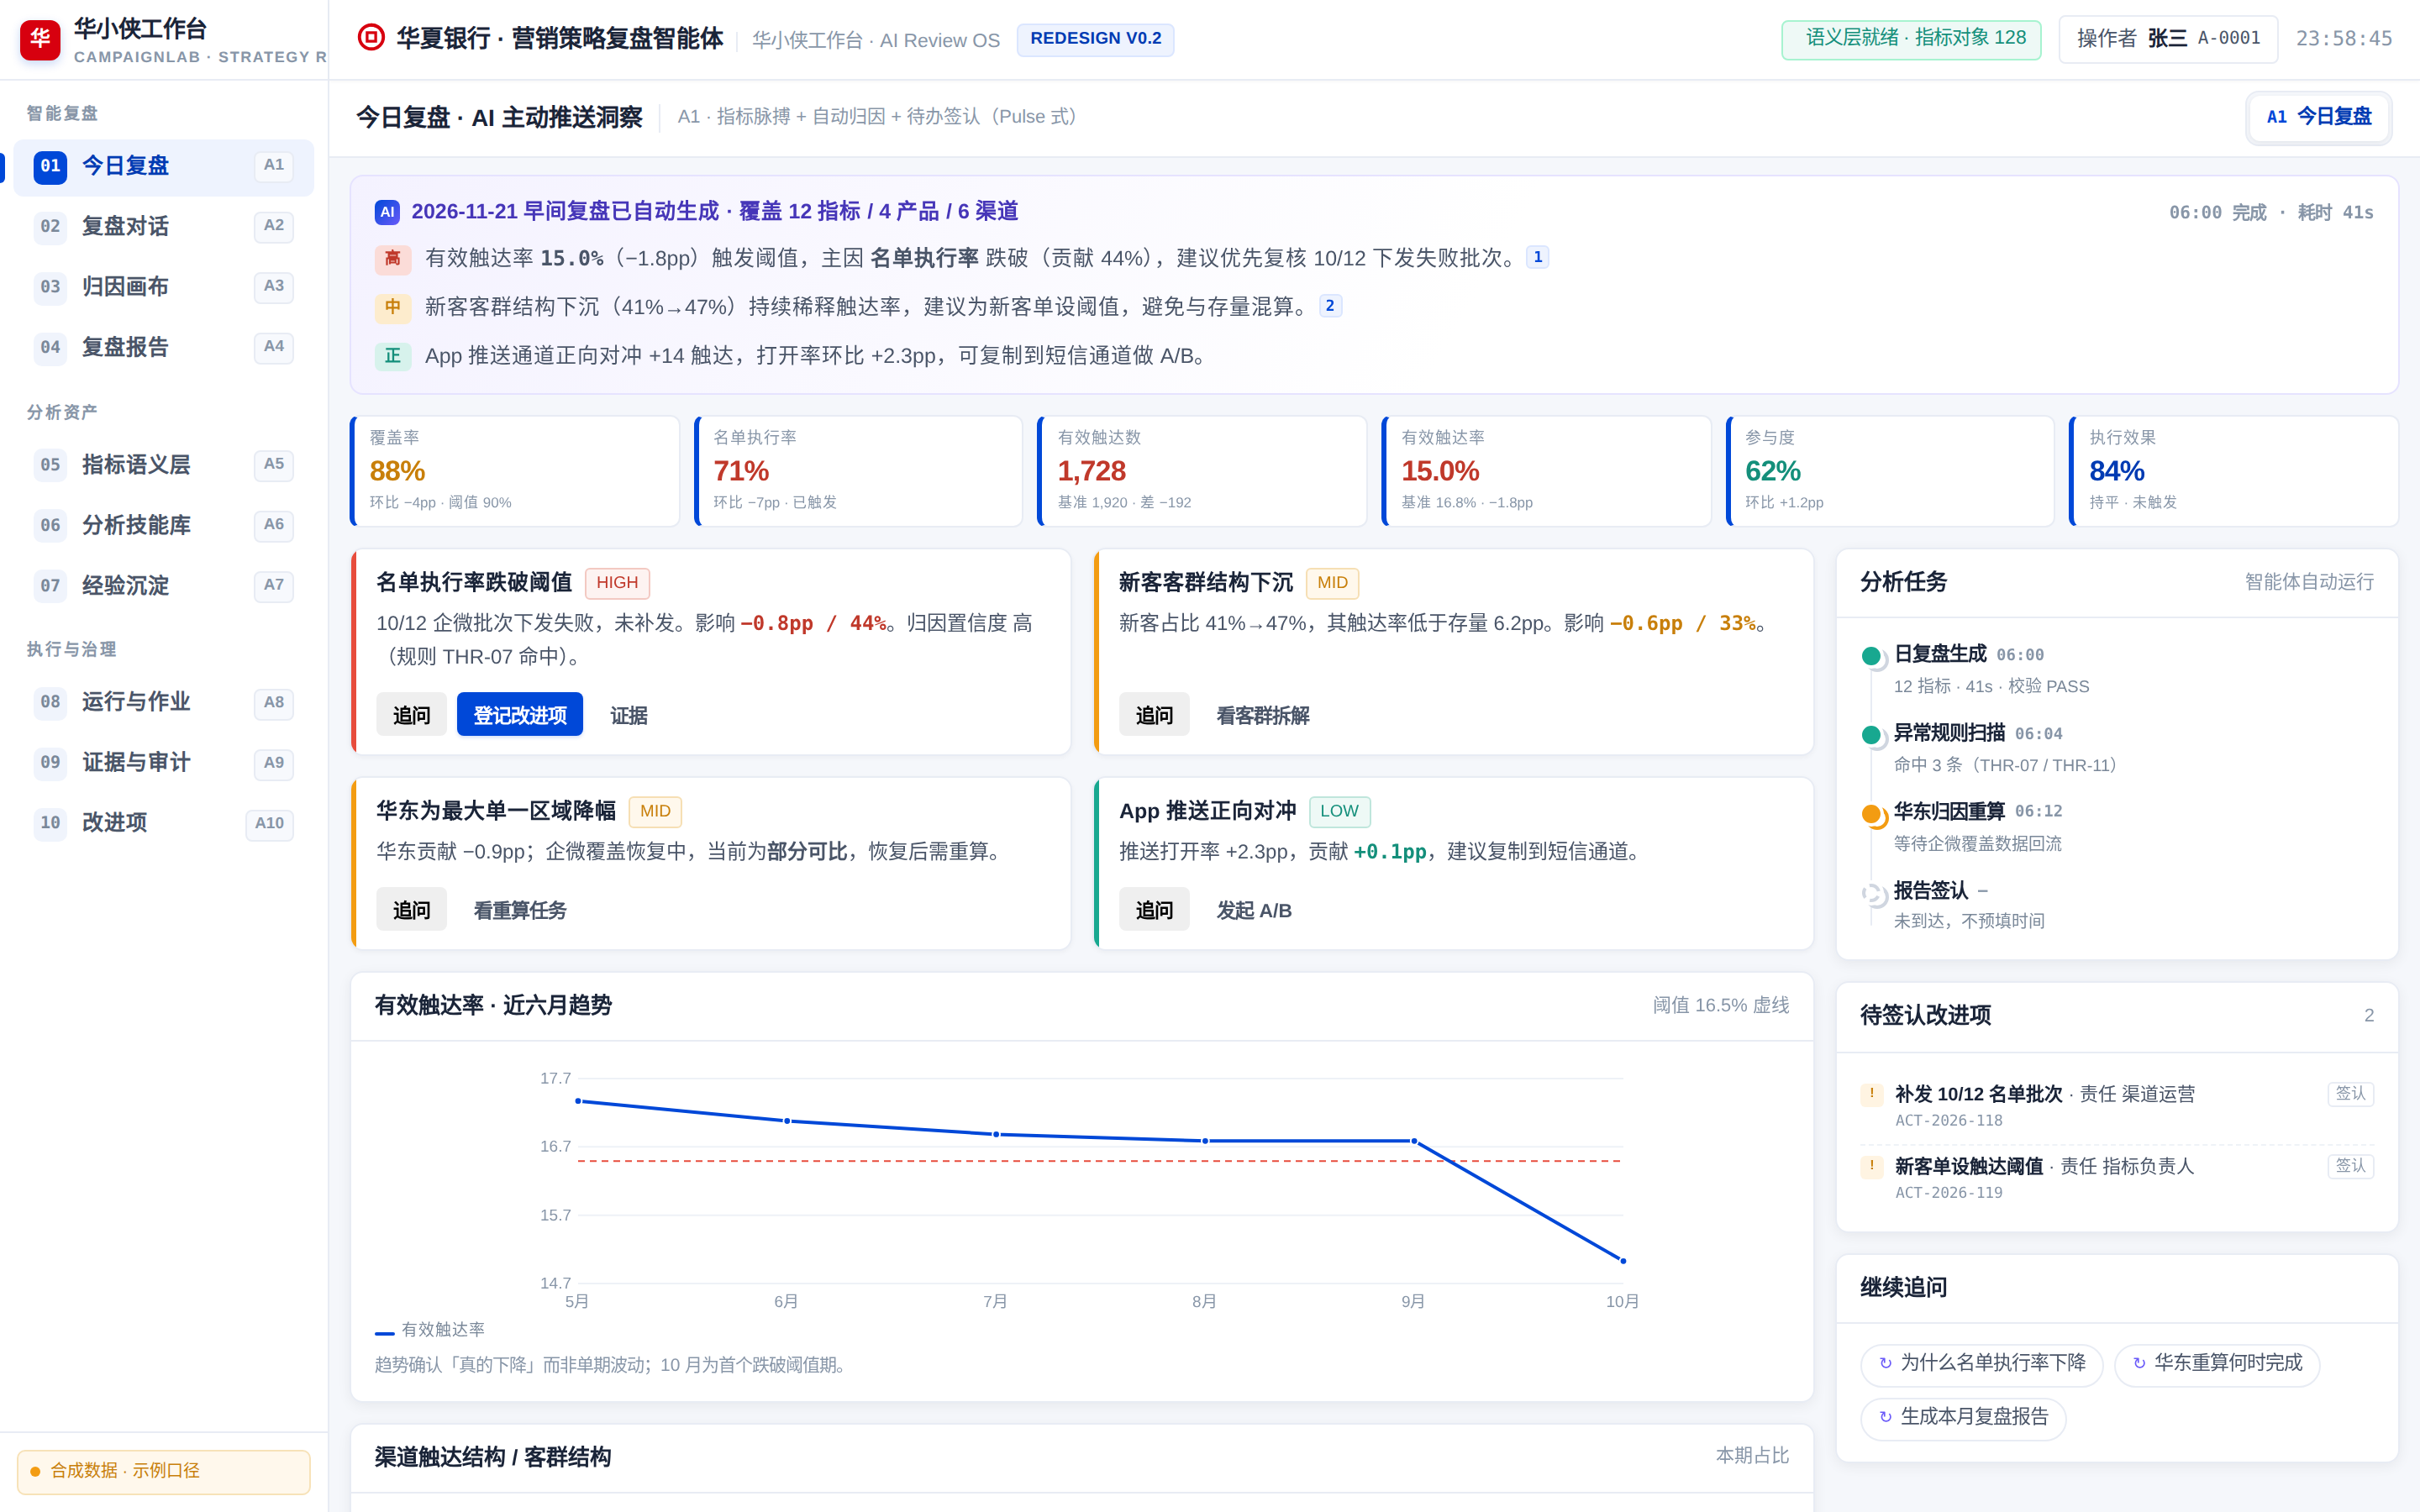 华
华小侠工作台
CAMPAIGNLAB · STRATEGY R
智能复盘
01 今日复盘 A1
02 复盘对话 A2
03 归因画布 A3
04 复盘报告 A4
分析资产
05 指标语义层 A5
06 分析技能库 A6
07 经验沉淀 A7
执行与治理
08 运行与作业 A8
09 证据与审计 A9
10 改进项 A10
合成数据 · 示例口径
华夏银行 · 营销策略复盘智能体 华小侠工作台 · AI Review OS REDESIGN V0.2
语义层就绪 · 指标对象 128 操作者 张三 A-0001 23:58:45
今日复盘 · AI 主动推送洞察 A1 · 指标脉搏 + 自动归因 + 待办签认（Pulse 式）
A1 今日复盘
AI 2026-11-21 早间复盘已自动生成 · 覆盖 12 指标 / 4 产品 / 6 渠道 06:00 完成 · 耗时 41s
高 有效触达率 15.0%（−1.8pp）触发阈值，主因 名单执行率 跌破（贡献 44%），建议优先复核 10/12 下发失败批次。 1
中 新客客群结构下沉（41%→47%）持续稀释触达率，建议为新客单设阈值，避免与存量混算。 2
正 App 推送通道正向对冲 +14 触达，打开率环比 +2.3pp，可复制到短信通道做 A/B。
覆盖率
88%
环比 −4pp · 阈值 90%
名单执行率
71%
环比 −7pp · 已触发
有效触达数
1,728
基准 1,920 · 差 −192
有效触达率
15.0%
基准 16.8% · −1.8pp
参与度
62%
环比 +1.2pp
执行效果
84%
持平 · 未触发
名单执行率跌破阈值 HIGH
10/12 企微批次下发失败，未补发。影响 −0.8pp / 44%。归因置信度 高
（规则 THR-07 命中）。
追问 登记改进项 证据
新客客群结构下沉 MID
新客占比 41%→47%，其触达率低于存量 6.2pp。影响 −0.6pp / 33%。
追问 看客群拆解
华东为最大单一区域降幅 MID
华东贡献 −0.9pp；企微覆盖恢复中，当前为部分可比，恢复后需重算。
追问 看重算任务
App 推送正向对冲 LOW
推送打开率 +2.3pp，贡献 +0.1pp，建议复制到短信通道。
追问 发起 A/B
有效触达率 · 近六月趋势 阈值 16.5% 虚线
17.7
16.7
15.7
14.7
5月 6月 7月 8月 9月 10月
有效触达率
趋势确认「真的下降」而非单期波动；10 月为首个跌破阈值期。
渠道触达结构 / 客群结构 本期占比
分析任务 智能体自动运行
日复盘生成 06:00
12 指标 · 41s · 校验 PASS
异常规则扫描 06:04
命中 3 条（THR-07 / THR-11）
华东归因重算 06:12
等待企微覆盖数据回流
报告签认 —
未到达，不预填时间
待签认改进项 2
! 补发 10/12 名单批次 · 责任 渠道运营 签认
ACT-2026-118
! 新客单设触达阈值 · 责任 指标负责人 签认
ACT-2026-119
继续追问
↻ 为什么名单执行率下降 ↻ 华东重算何时完成
↻ 生成本月复盘报告